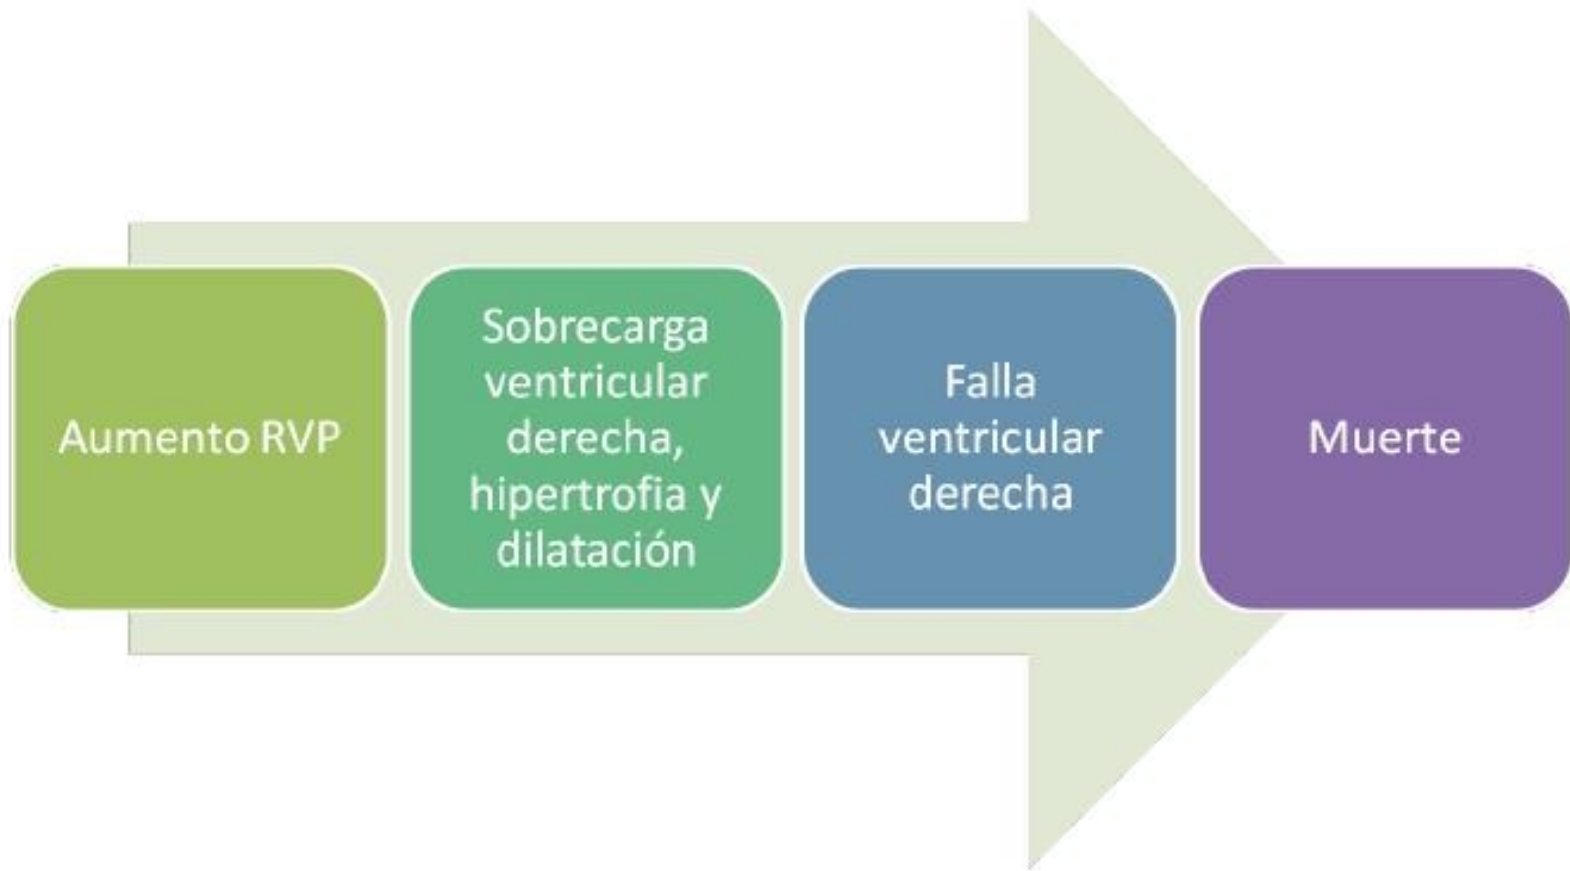 Aumento RVP
Sobrecarga
ventricular
derecha,
hipertrofia y
dilatación
Falla
ventricular
derecha
Muerte